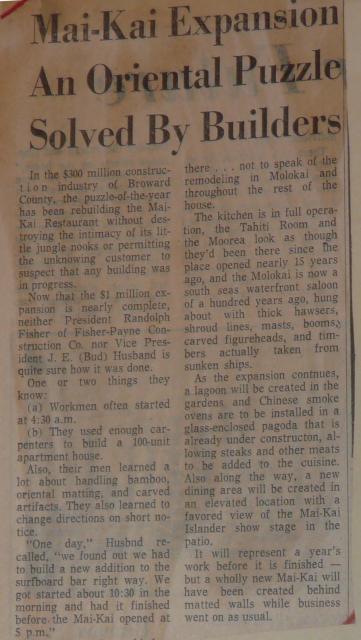 Mai-Kai Expansion
An Oriental Puzzle
Solved By Builders
In the $300 million construc-
tion industry of Broward
County, the puzzle-of-the-year
has been rebuilding the Mai-
Kai Restaurant without des-
troying the intimacy of its lit-
tle jungle nooks or permitting
the unknowing customer to
suspect that any building was
in progress.
Now that the $1 million ex-
pansion is nearly complete,
neither President Randolph
Fisher of Fisher-Payne Con-
struction Co. nor Vice Pres-
ident J. E. (Bud) Husband is
quite sure how it was done.
One or two things they
know:
(a) Workmen often started
at 4:30 a.m.
(b) They used enough car-
penters to build a 100-unit
apartment house.
Also, their men learned a
lot about handling bamboo,
oriental matting, and carved
artifacts. They also learned to
change directions on short no-
tice.
"One day," Husbnd re-
called, "we found out we had
to build a new addition to the
surfboard bar right way. We
got started about 10:30 in the
morning and had it finished
before the Mai-Kai opened at
5 p.m."
there . . . not to speak of the
remodeling in Molokai and
throughout the rest of the
house.
The kitchen is in full opera-
tion, the Tahiti Room and
the Moorea look as though
they'd been there since the
place opened nearly 15 years
ago, and the Molokai is now a
south seas waterfront saloon
of a hundred years ago, hung
about with thick hawsers,
shroud lines, masts, booms,
carved figureheads, and tim-
bers actually taken from
sunken ships.
As the expansion contnues,
a lagoon will be created in the
gardens, and Chinese smoke
ovens are to be installed in a
glass-enclosed pagoda that is
already under constructon, al-
lowing steaks and other meats
to be added to the cuisine.
Also along the way, a new
dining area will be created in
an elevated location with a
favored view of the Mai-Kai
Islander show stage in the
patio.
It will represent a year's
work before it is finished —
but a wholly new Mai-Kai will
have been created behind
matted walls while business
went on as usual.